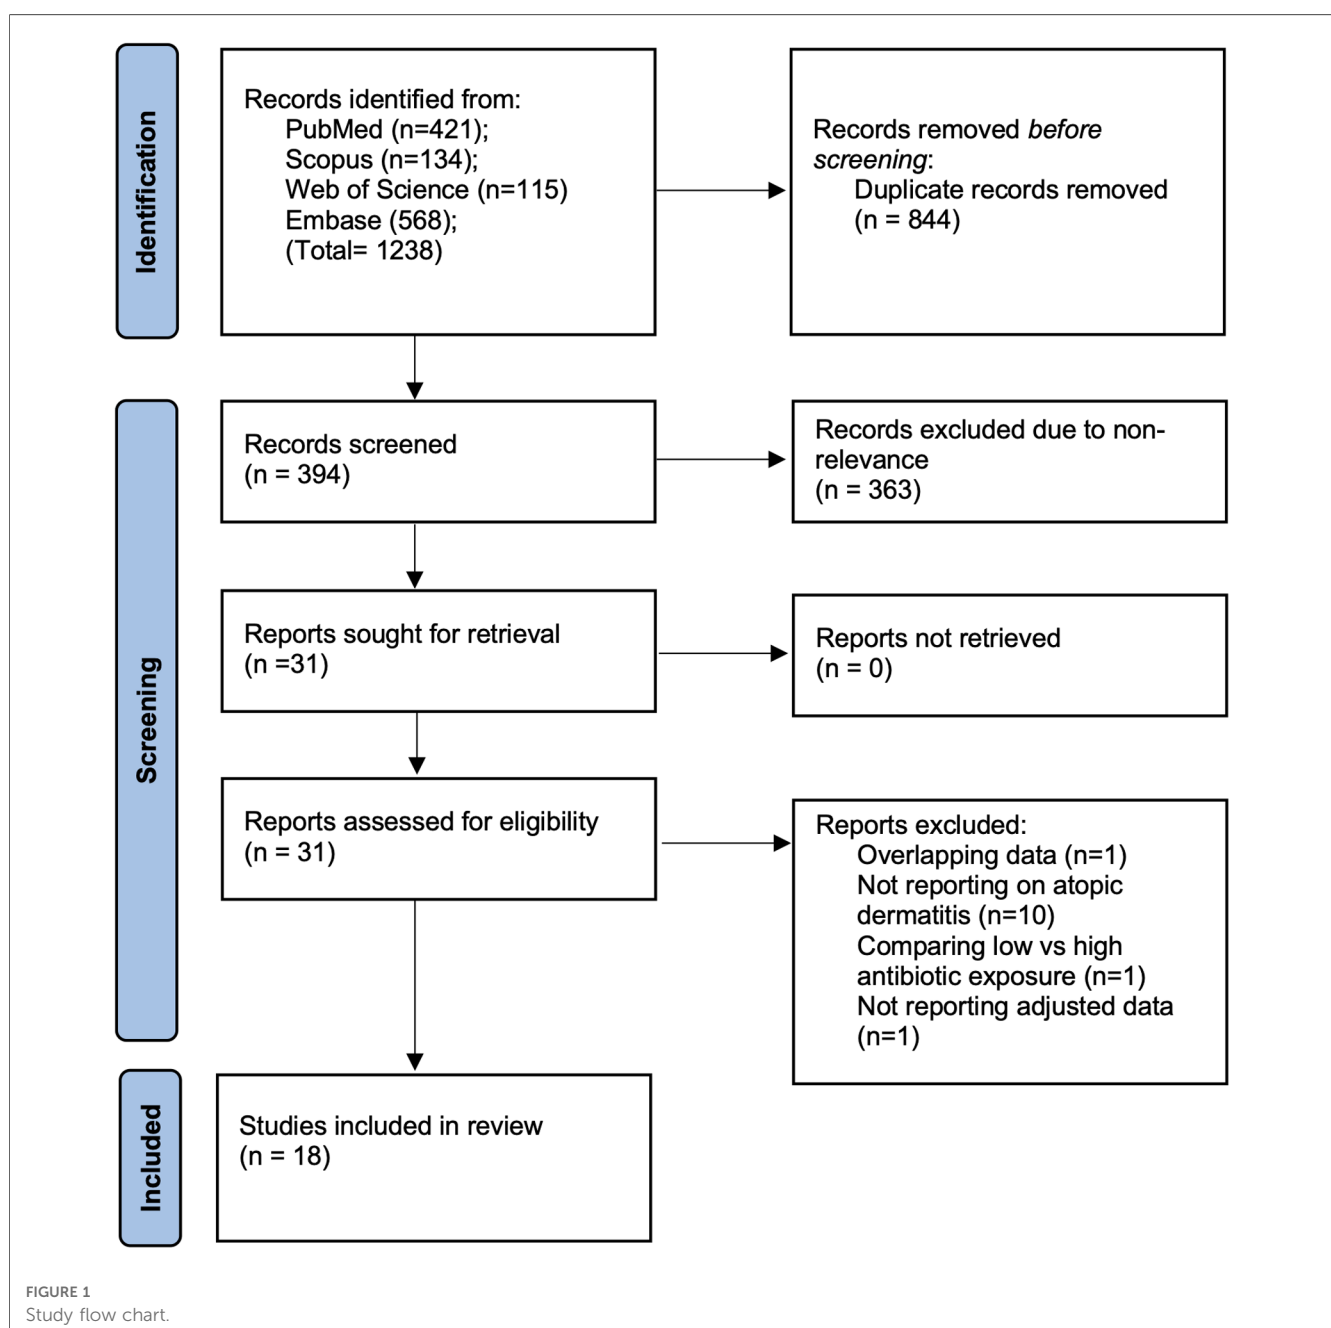 Identification
Records identified from:
PubMed (n=421);
Scopus (n=134);
Web of Science (n=115)
Embase (568);
(Total= 1238)
Records removed before
screening:
Duplicate records removed
(n = 844)
Screening
Records screened
(n = 394)
Records excluded due to non-
relevance
(n = 363)
Reports sought for retrieval
(n =31)
Reports not retrieved
(n = 0)
Reports assessed for eligibility
(n = 31)
Reports excluded:
Overlapping data (n=1)
Not reporting on atopic
dermatitis (n=10)
Comparing low vs high
antibiotic exposure (n=1)
Not reporting adjusted data
(n=1)
Included
Studies included in review
(n = 18)
FIGURE 1
Study flow chart.